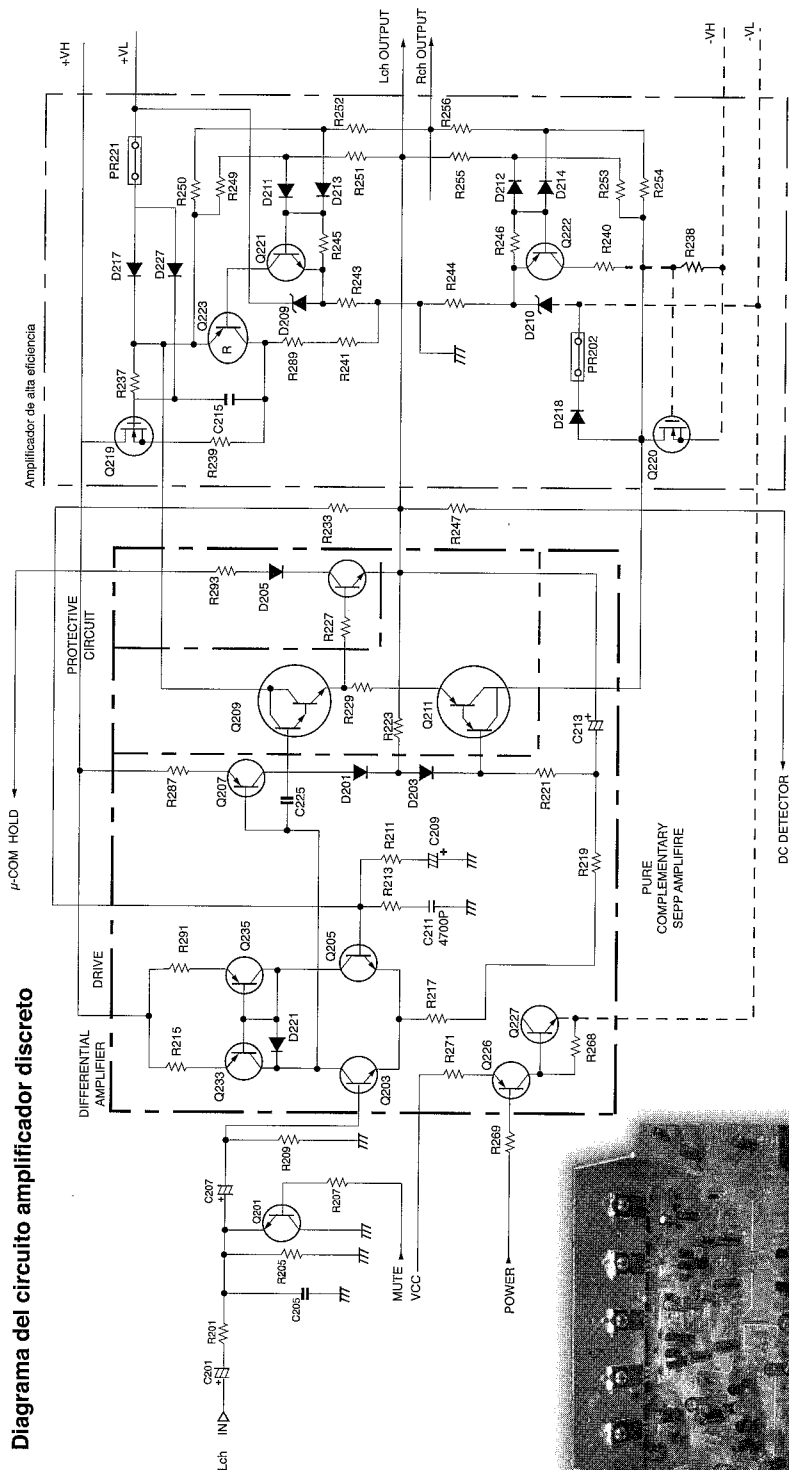 Diagrama del circuito amplificador discreto
Lch
IN
C201
R201
C205
R205
Q201
R207
C207
R209
MUTE
VCC
POWER
R269
DIFFERENTIAL
AMPLIFIER
DRIVE
R215
R291
Q233
Q235
D221
Q203
Q205
R213
R211
C211
4700P
C209
R217
R271
Q226
Q227
R268
µ-COM HOLD
PROTECTIVE
CIRCUIT
R287
Q207
C225
D201
D203
R221
R219
Q209
R229
R227
R223
Q211
R293
D205
C213
PURE
COMPLEMENTARY
SEPP AMPLIFIRE
DC DETECTOR
R233
R247
Amplificador de alta eficiencia
Q219
R237
R239
C215
D217
D227
PR221
Q223
R
R289
R241
D209
R243
Q221
R245
D211
D213
R250
R249
R251
R252
R244
D210
PR202
D218
Q220
R246
Q222
R240
R238
D212
D214
R255
R256
R253
R254
+VH
+VL
Lch OUTPUT
Rch OUTPUT
-VH
-VL